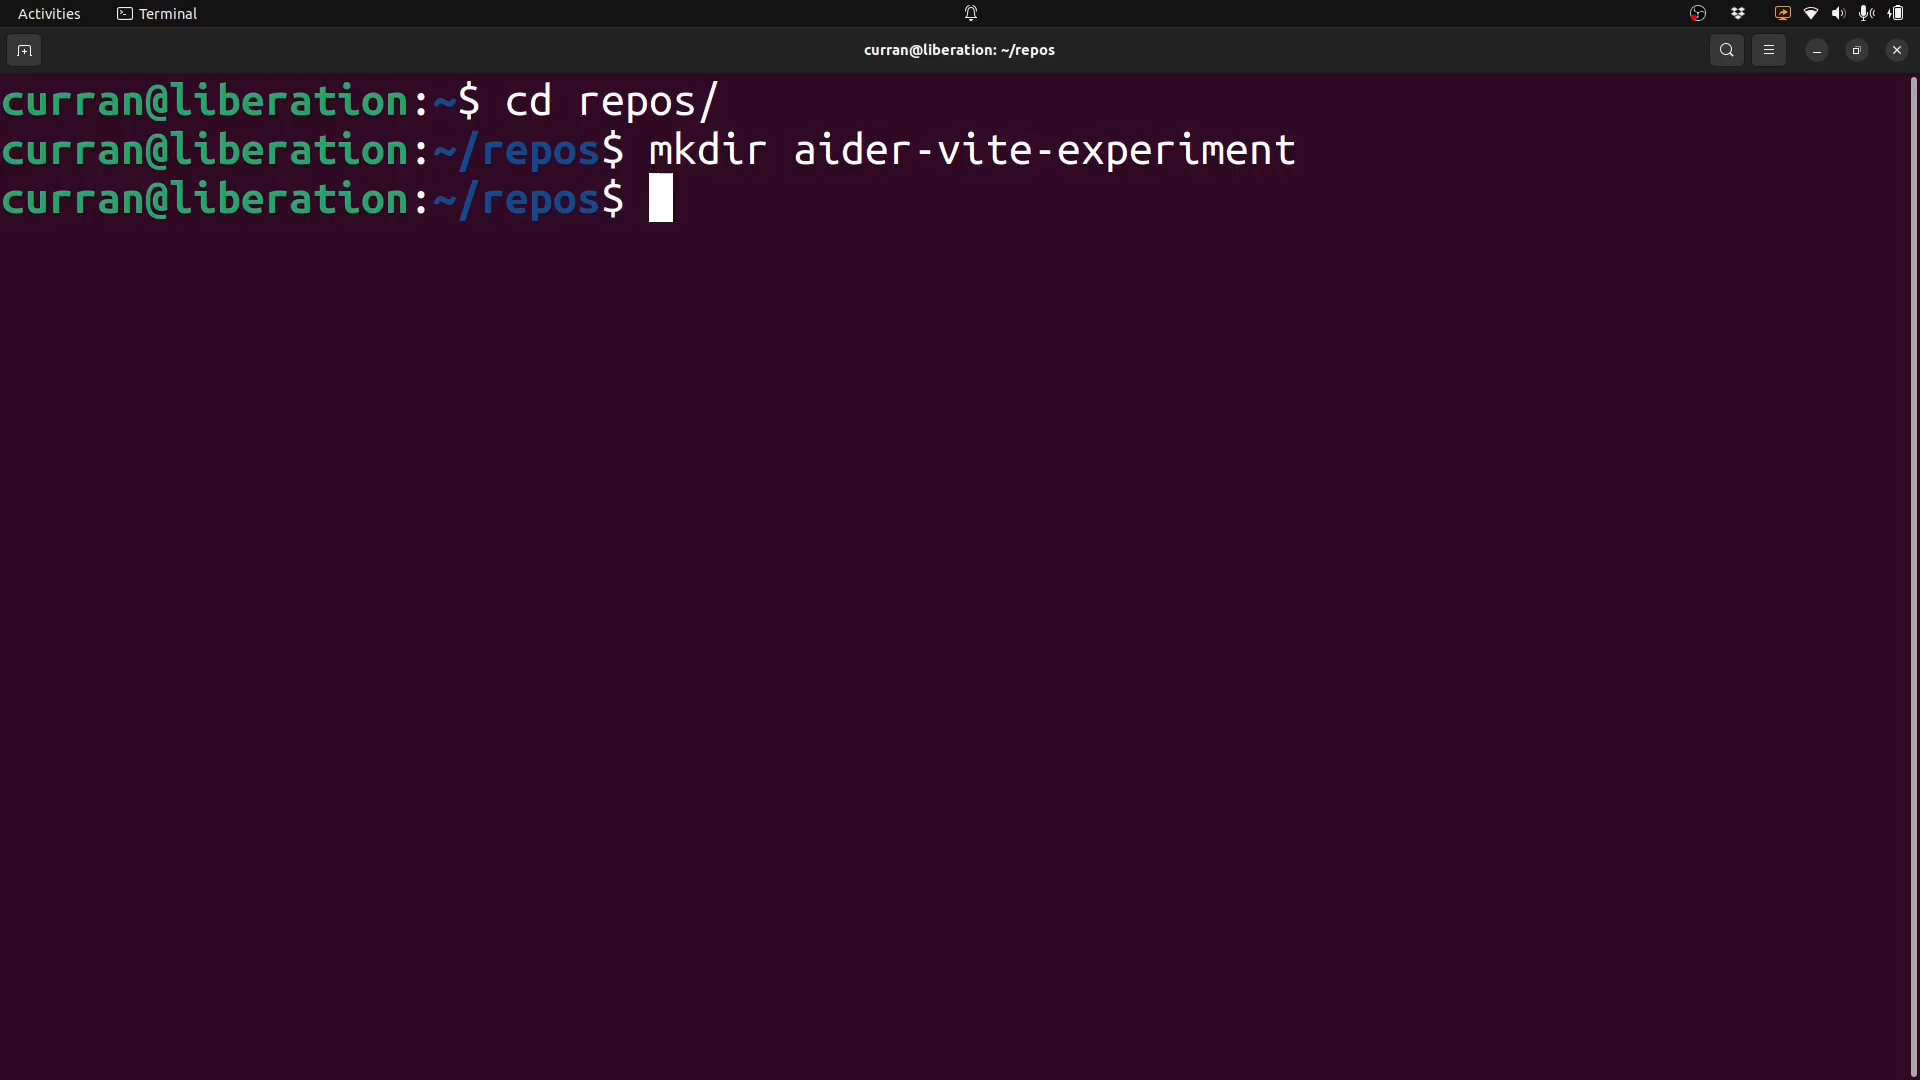 Activities Terminal
curran@liberation: ~/repos
curran@liberation:~$ cd repos/
curran@liberation:~/repos$ mkdir aider-vite-experiment
curran@liberation:~/repos$